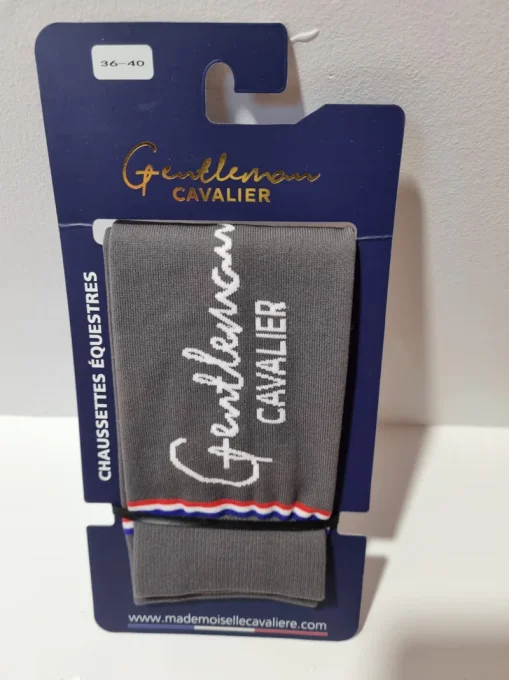 36-40
Gentleman
CAVALIER
CHAUSSETTES ÉQUESTRES
Gentleman
CAVALIER
www.mademoisellecavaliere.com